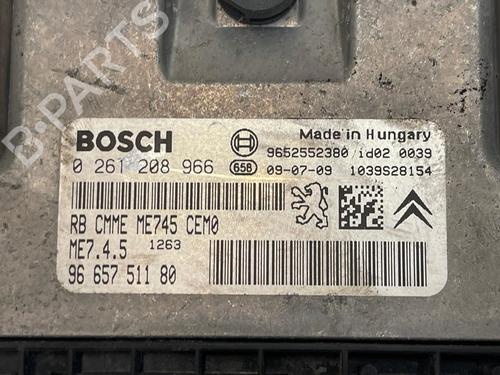 B-PARTS
BOSCH
Made in Hungary
0 261 208 966
658
9652552380 / id02 0039
09-07-09 1039S28154
RB CMME ME745 CEM0
ME7.4.5 1263
96 657 511 80